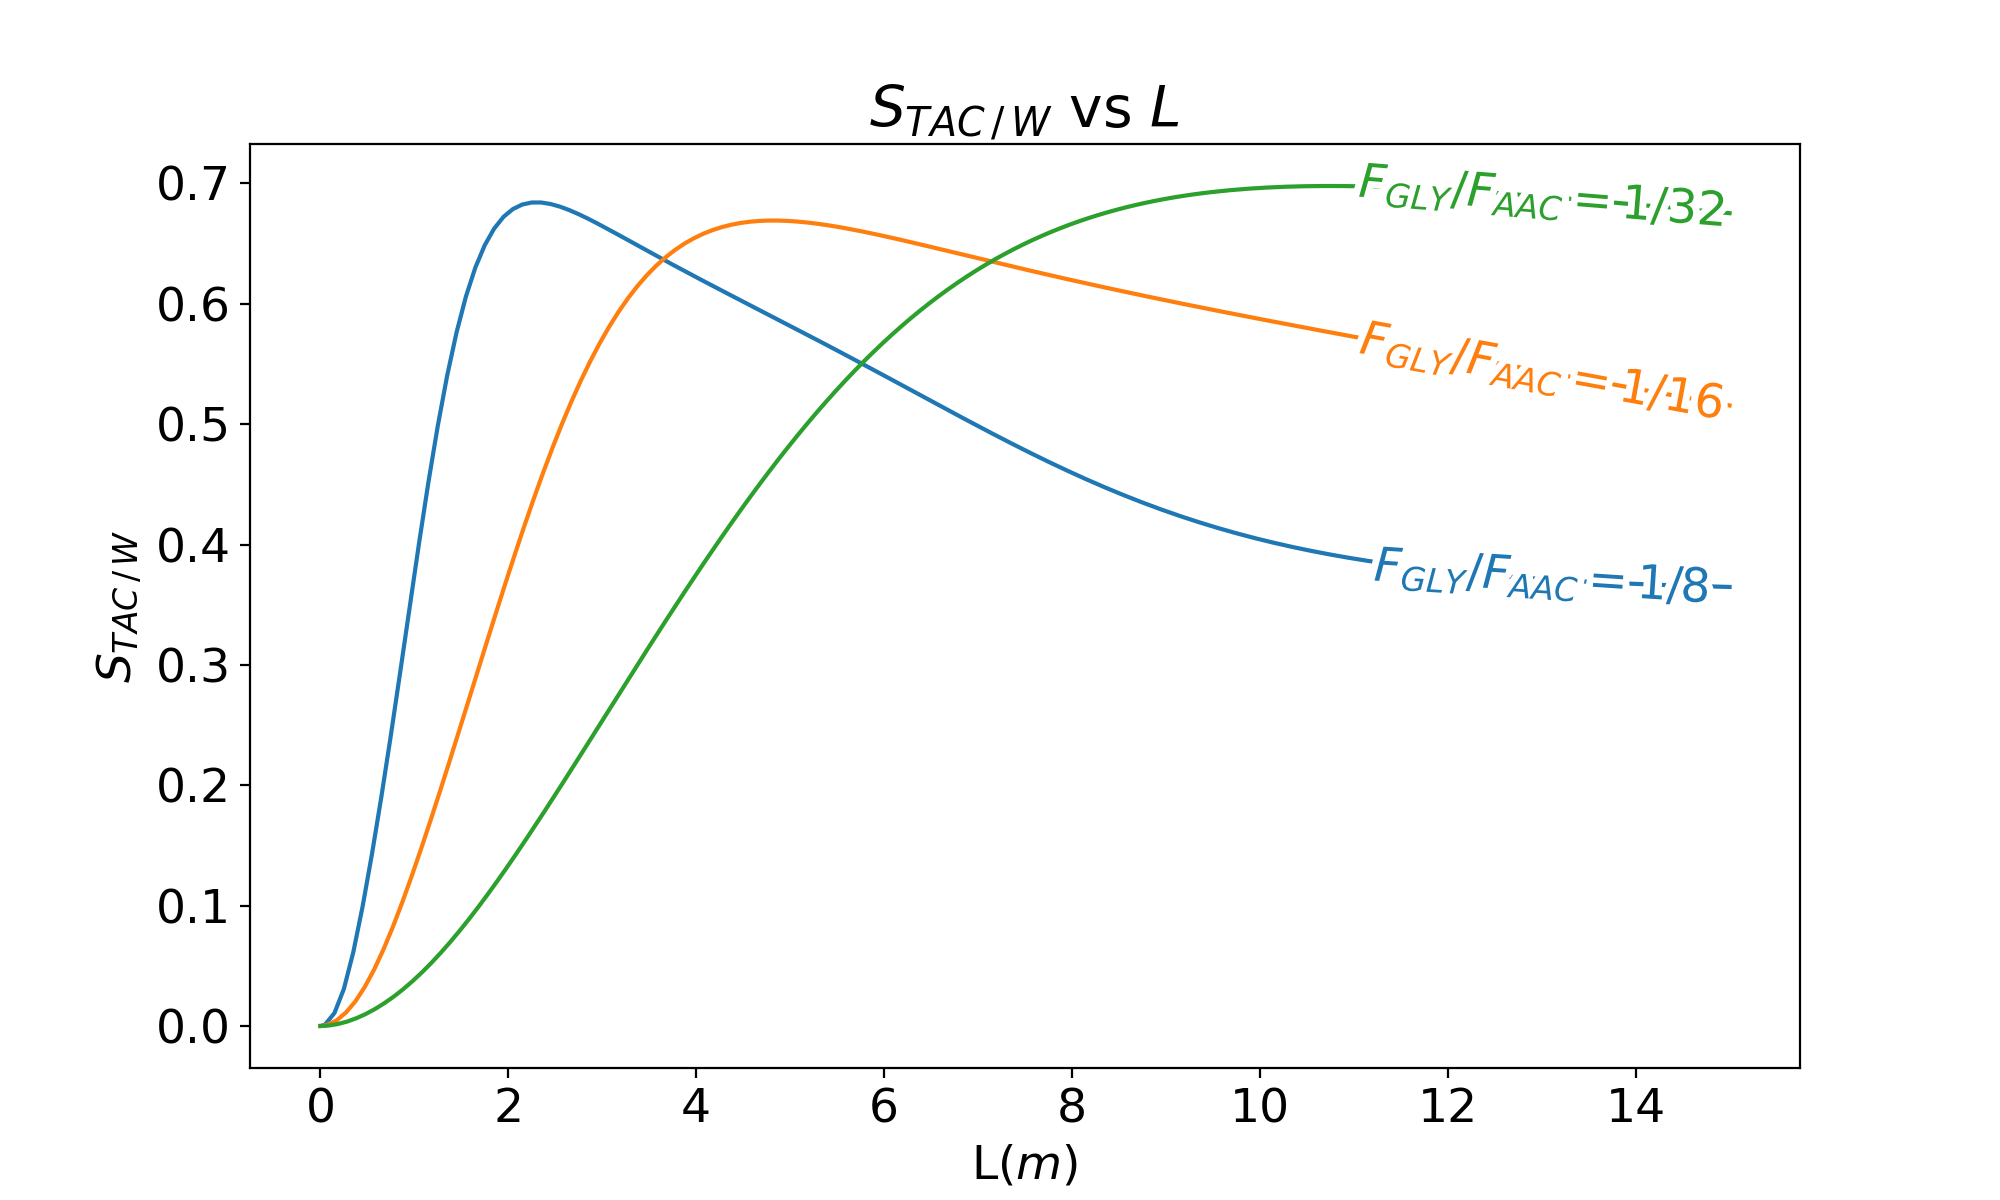 S_TAC/W vs L
S_TAC/W
0.7
0.6
0.5
0.4
0.3
0.2
0.1
0.0
F_GLY/F_AAC = 1/32
F_GLY/F_AAC = 1/16
F_GLY/F_AAC = 1/8
0 2 4 6 8 10 12 14
L(m)